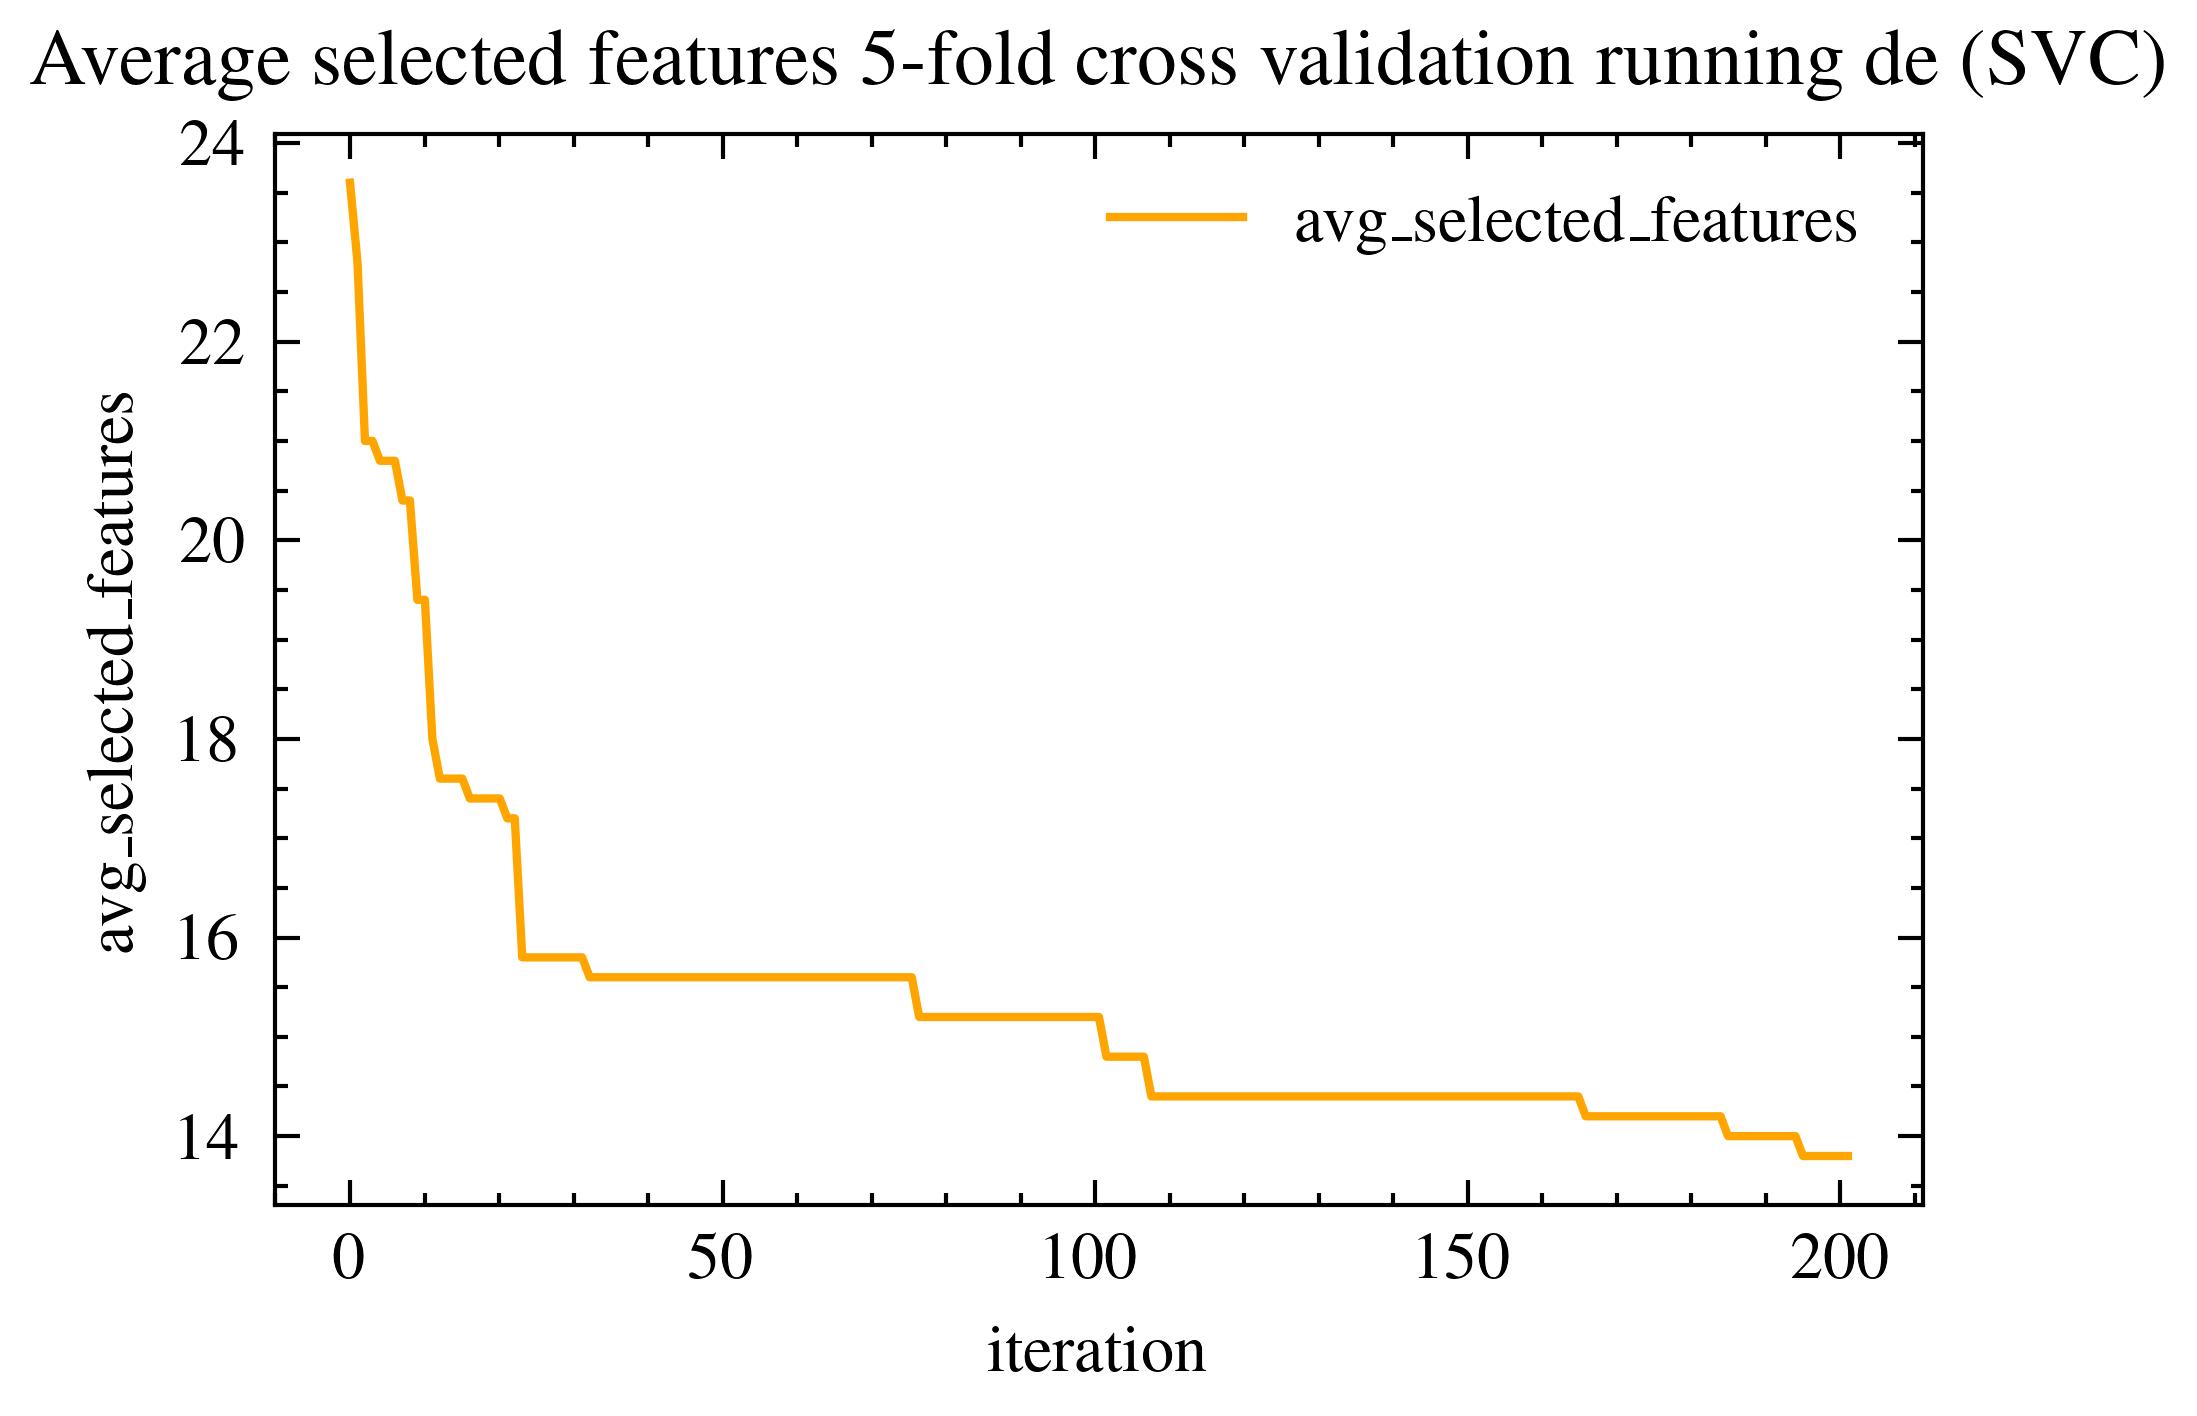 Average selected features 5-fold cross validation running de (SVC)
avg_selected_features
24
22
20
18
16
14
avg_selected_features
0 50 100 150 200
iteration